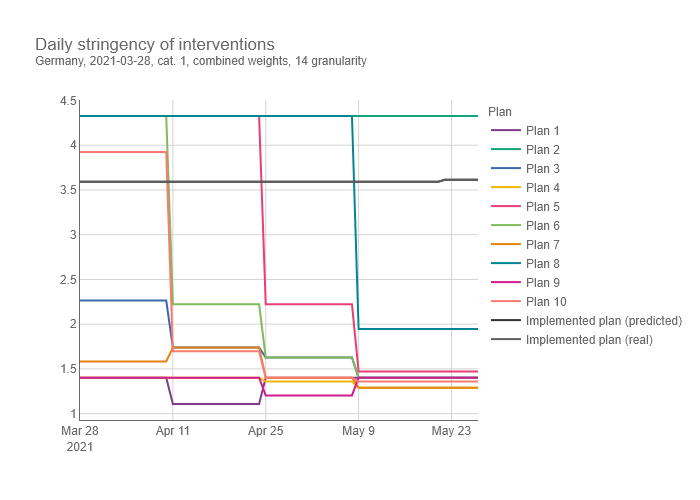 Daily stringency of interventions
Germany, 2021-03-28, cat. 1, combined weights, 14 granularity
4.5
4
3.5
3
2.5
2
1.5
1
Mar 28
2021
Apr 11
Apr 25
May 9
May 23
Plan
Plan 1
Plan 2
Plan 3
Plan 4
Plan 5
Plan 6
Plan 7
Plan 8
Plan 9
Plan 10
Implemented plan (predicted)
Implemented plan (real)